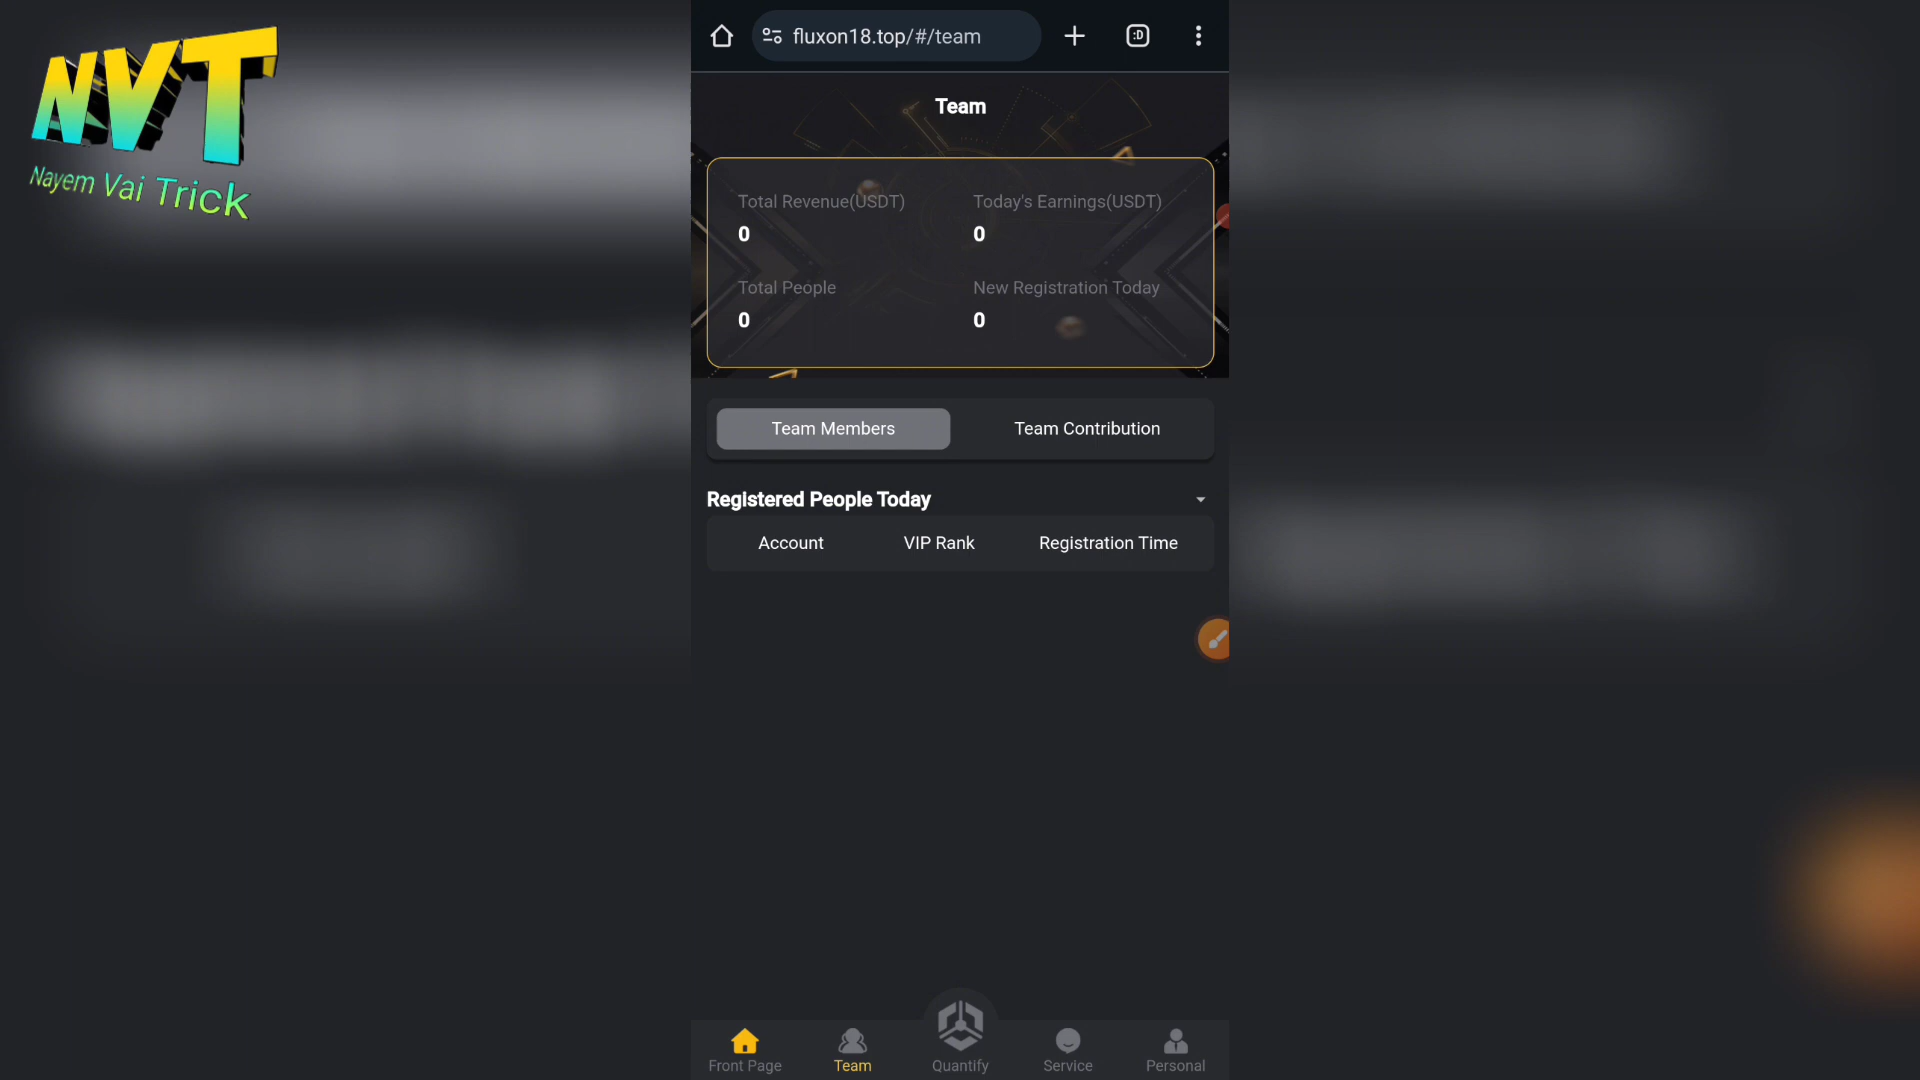 NVT
Nayem Vai Trick
fluxon18.top/#/team
:D
Team
Total Revenue(USDT)
Today's Earnings(USDT)
0
0
Total People
New Registration Today
0
0
Team Members
Team Contribution
Registered People Today
Account
VIP Rank
Registration Time
Front Page
Team
Quantify
Service
Personal